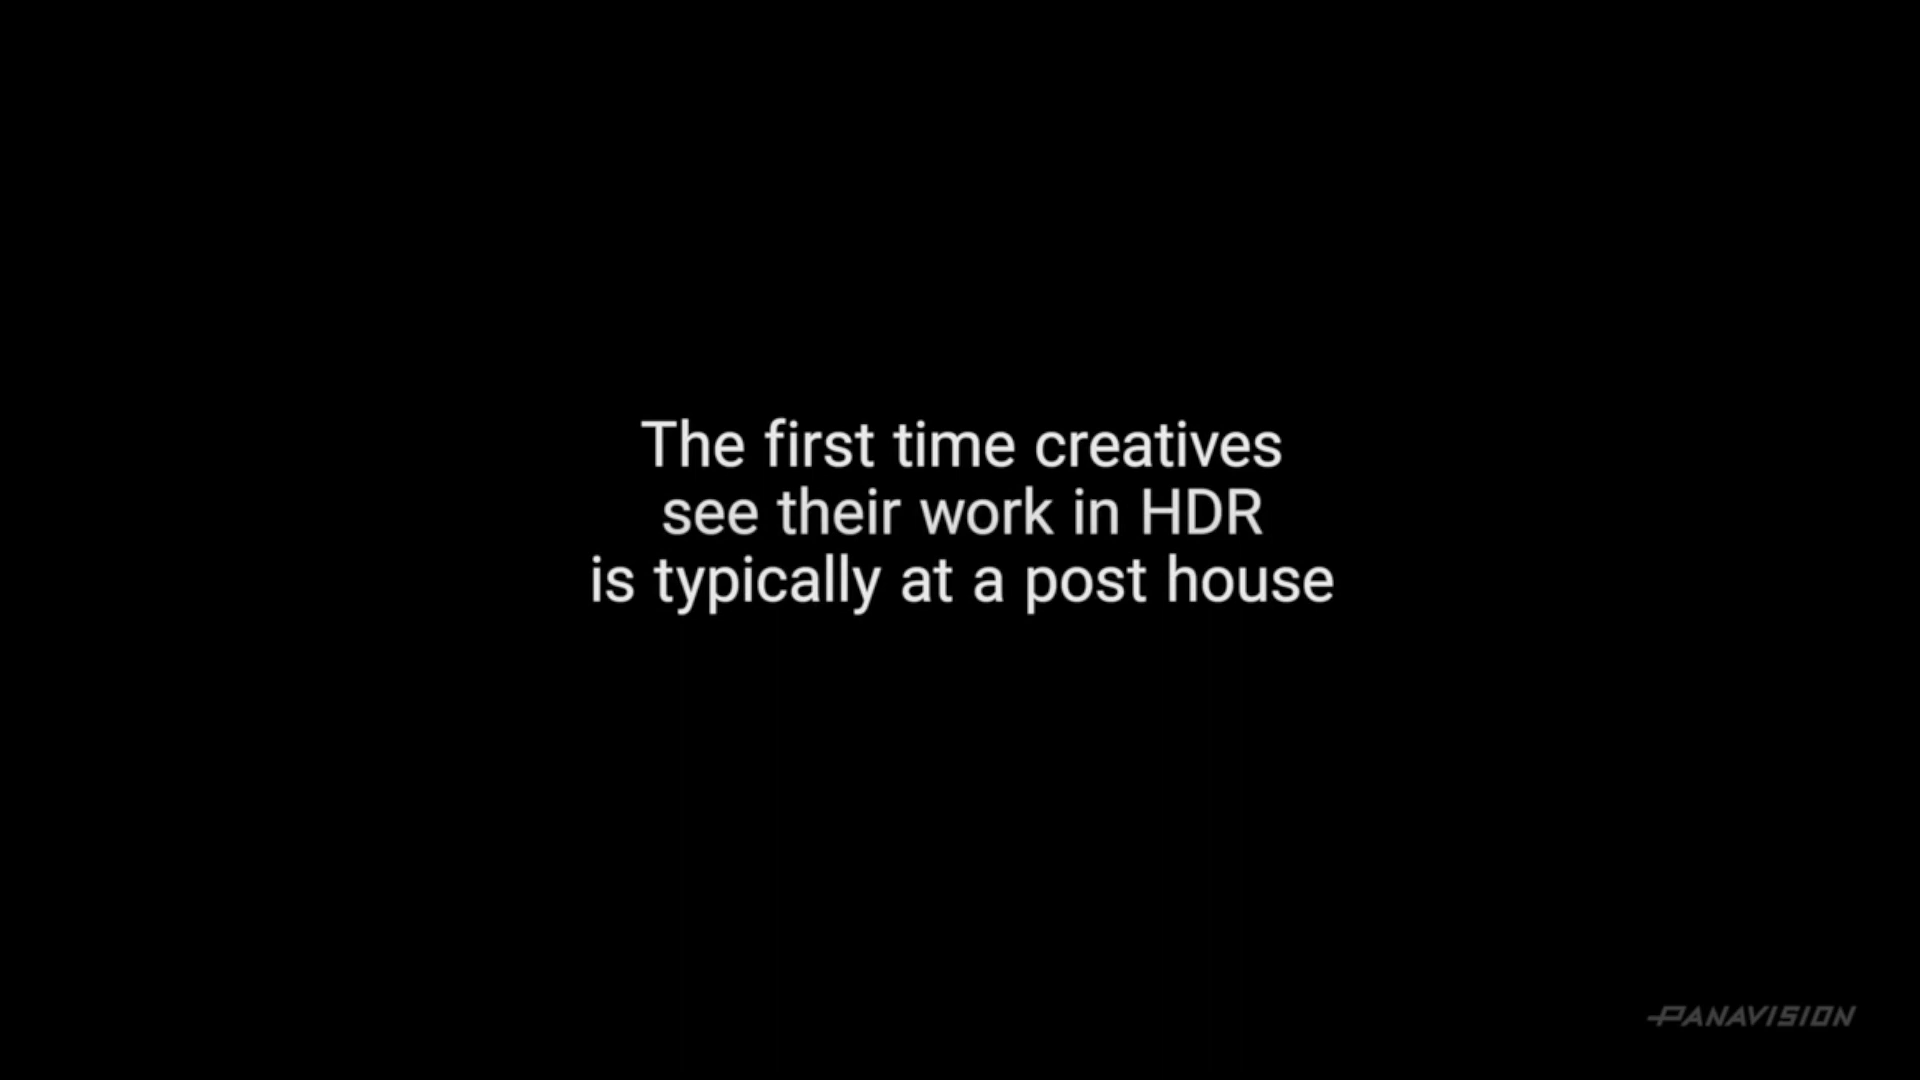 The first time creatives
see their work in HDR
is typically at a post house
PANAVISION